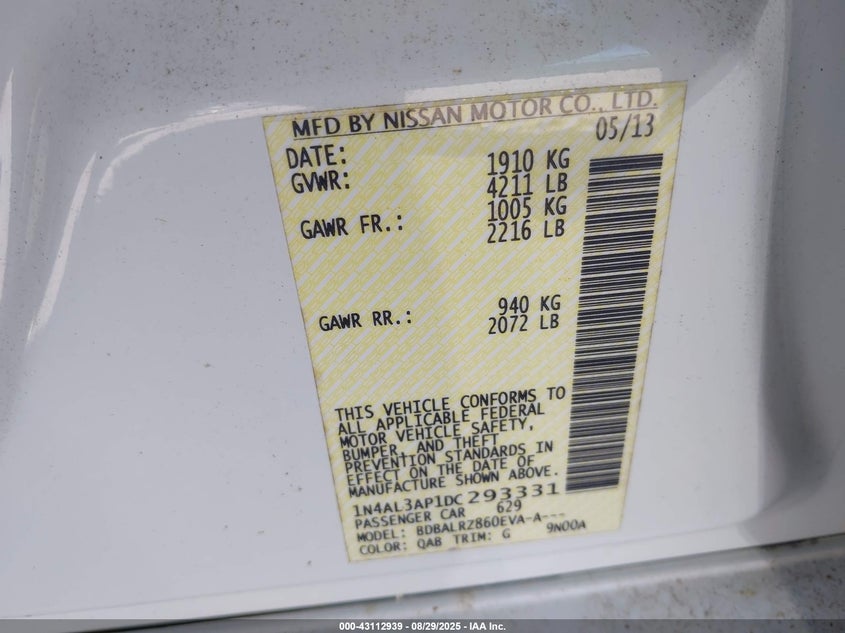 MFD BY NISSAN MOTOR CO., LTD.
DATE: 05/13
GVWR: 1910 KG
4211 LB
GAWR FR.: 1005 KG
2216 LB
GAWR RR.: 940 KG
2072 LB
THIS VEHICLE CONFORMS TO
ALL APPLICABLE FEDERAL
MOTOR VEHICLE SAFETY,
BUMPER, AND THEFT
PREVENTION STANDARDS IN
EFFECT ON THE DATE OF
MANUFACTURE SHOWN ABOVE.
1N4AL3AP1DC293331
PASSENGER CAR 629
MODEL: BDBALRZ860EVA-A---
COLOR: QAB TRIM: G 9N00A
000-43112939 - 08/29/2025 - IAA Inc.